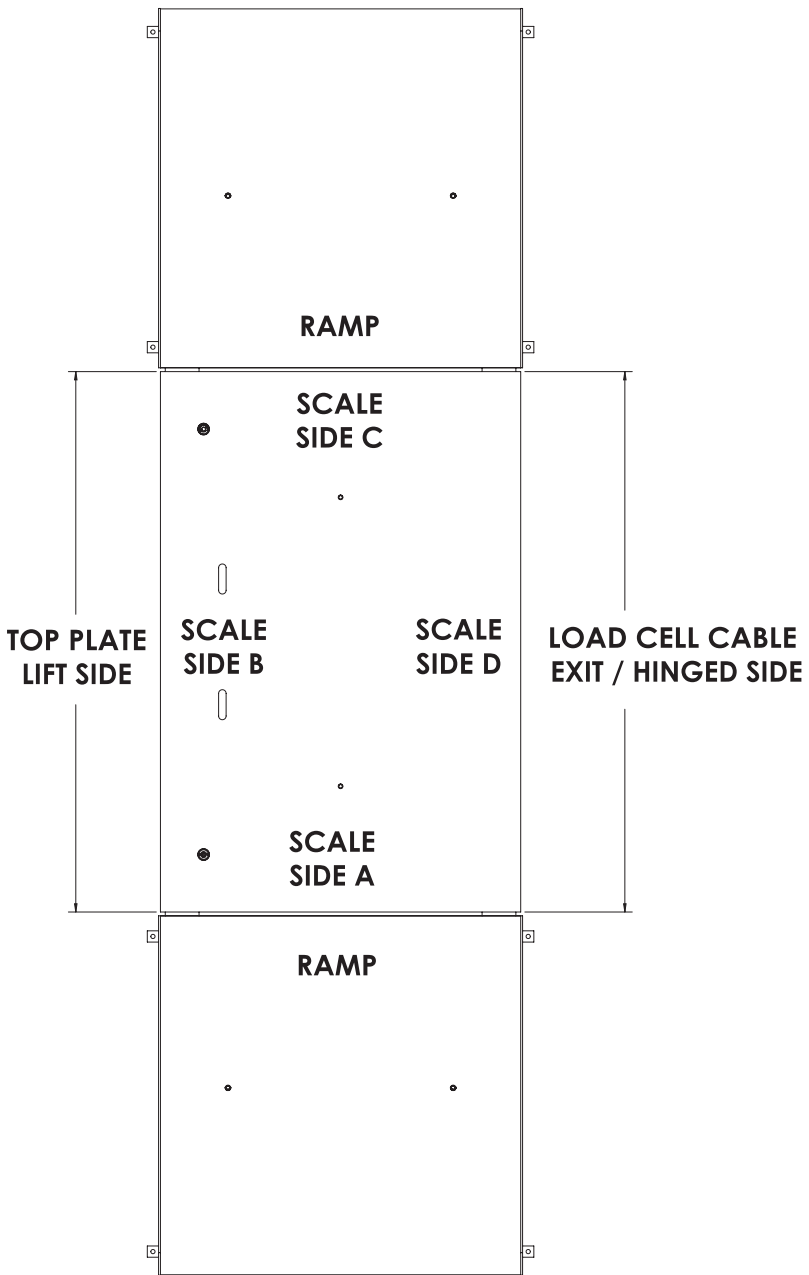 RAMP
SCALE
SIDE C
TOP PLATE
LIFT SIDE
SCALE
SIDE B
SCALE
SIDE D
LOAD CELL CABLE
EXIT / HINGED SIDE
SCALE
SIDE A
RAMP